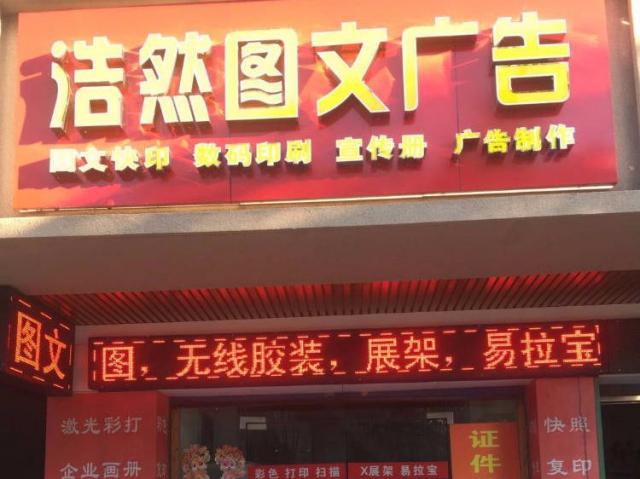 浩然图文广告
图文快印 数码印刷 宣传册 广告制作
图文
图，无线胶装，展架，易拉宝
激光彩打
企业画册
彩色 打印 扫描
X展架 易拉宝
证件
快照
复印